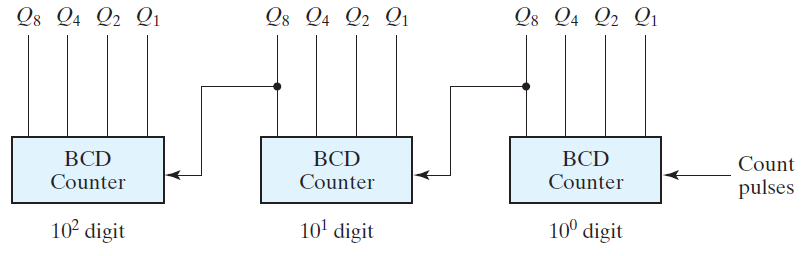 Q₈ Q₄ Q₂ Q₁ Q₈ Q₄ Q₂ Q₁ Q₈ Q₄ Q₂ Q₁
BCD
Counter
BCD
Counter
BCD
Counter
Count
pulses
10² digit
10¹ digit
10⁰ digit